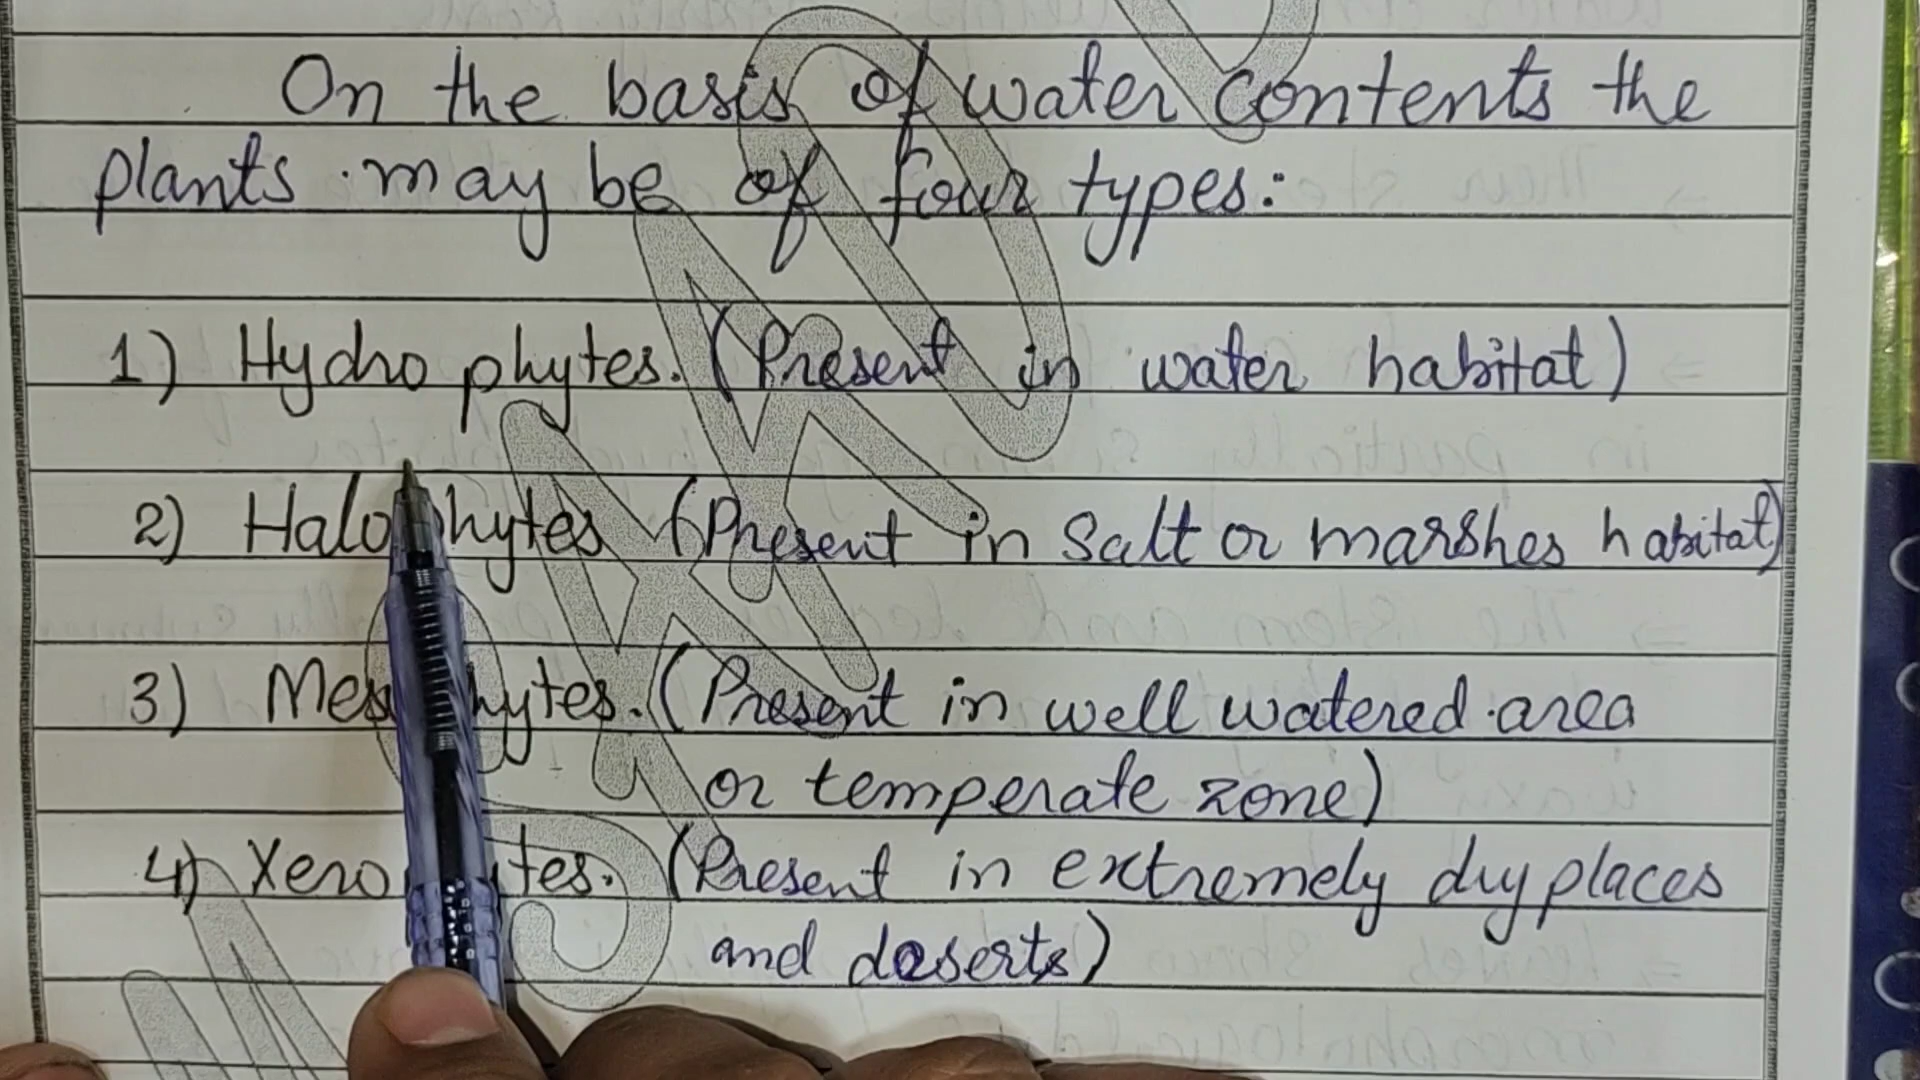 On the basis of water contents the
plants may be of four types:
1) Hydrophytes. (Present in water habitat)
2) Halophytes (Present in Salt or marshes habitat)
3) Mesophytes. (Present in well watered area
or temperate zone)
4) Xerophytes. (Present in extremely dry places
and deserts)